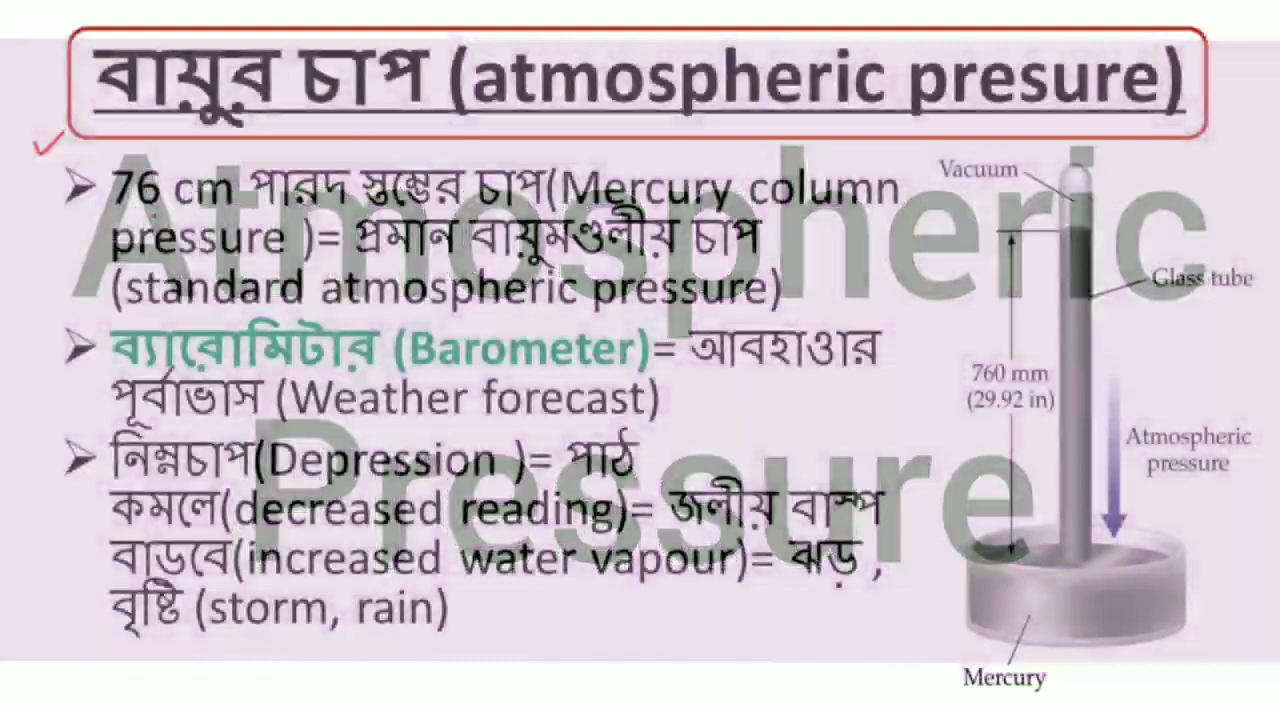 বায়ুর চাপ (atmospheric presure)
76 cm পারদ স্তম্ভের চাপ(Mercury column
pressure )= প্রমান বায়ুমণ্ডলীয় চাপ
(standard atmospheric pressure)
ব্যারোমিটার (Barometer)= আবহাওার
পূর্বাভাস (Weather forecast)
নিম্নচাপ(Depression )= পাঠ
কমলে(decreased reading)= জলীয় বাস্প
বাড়বে(increased water vapour)= ঝড় ,
বৃষ্টি (storm, rain)
Atmospheric
Pressure
Vacuum
Glass tube
760 mm
(29.92 in)
Atmospheric
pressure
Mercury